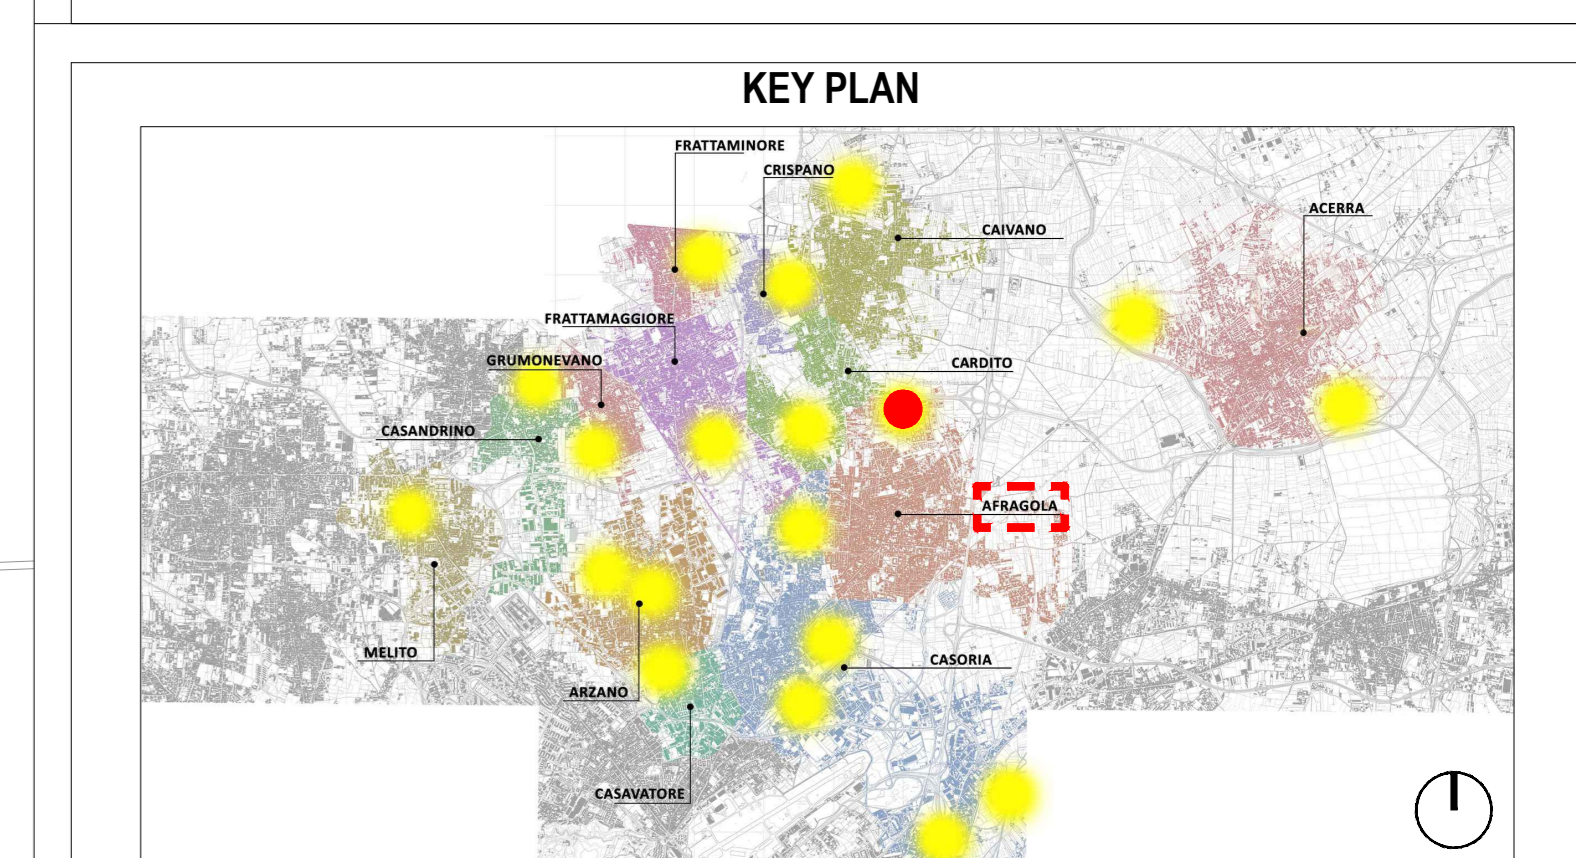 KEY PLAN
FRATTAMINORE
CRISPANO
ACERRA
CAIVANO
FRATTAMAGGIORE
GRUMONEVANO
CARDITO
CASANDRINO
AFRAGOLA
MELITO
CASORIA
ARZANO
CASAVATORE